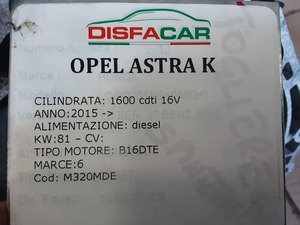 DISFACAR
OPEL ASTRA K
CILINDRATA: 1600 cdti 16V
ANNO:2015 ->
ALIMENTAZIONE: diesel
KW:81 – CV:
TIPO MOTORE: B16DTE
MARCE:6
Cod: M320MDE